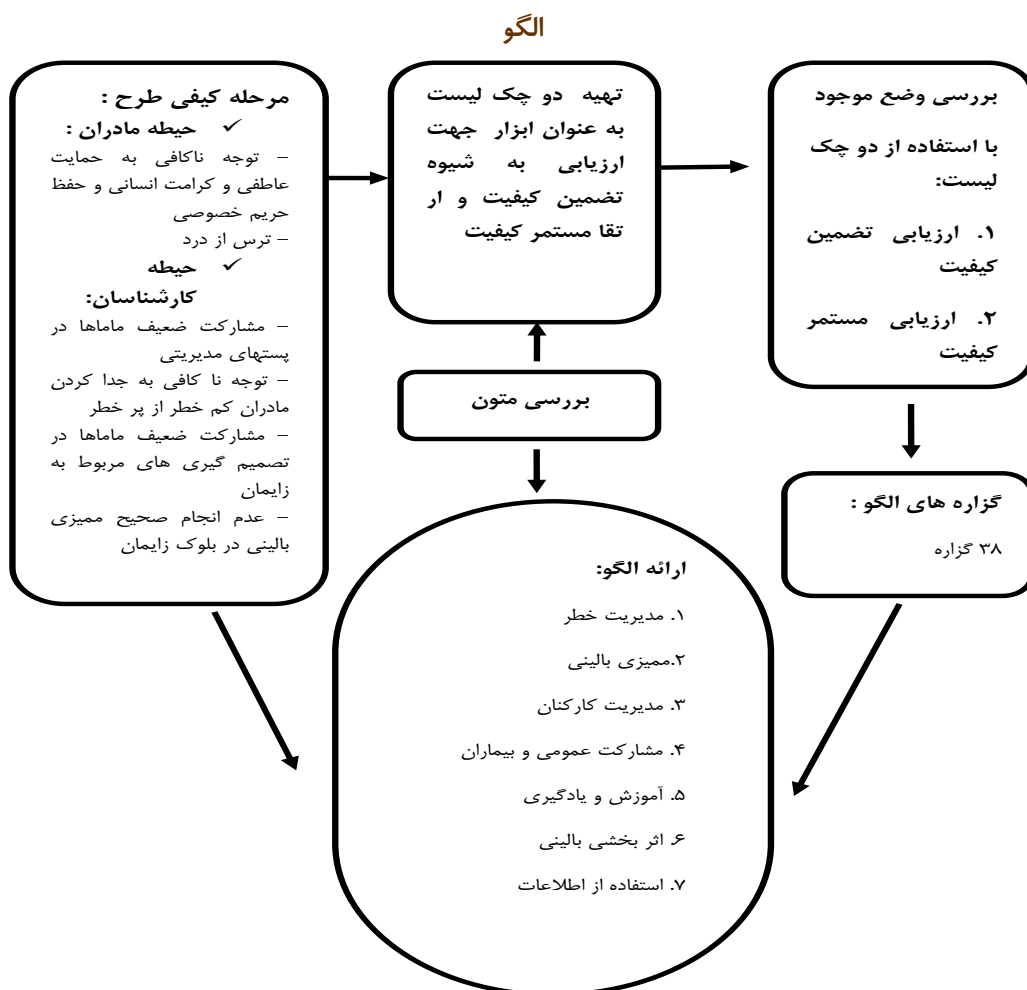 الگو
مرحله کیفی طرح :
✓ حیطه مادران :
– توجه ناکافی به حمایت
عاطفی و کرامت انسانی و حفظ
حریم خصوصی
– ترس از درد
✓ حیطه
کارشناسان:
– مشارکت ضعیف ماماها در
پستهای مدیریتی
– توجه نا کافی به جدا کردن
مادران کم خطر از پر خطر
– مشارکت ضعیف ماماها در
تصمیم گیری های مربوط به
زایمان
– عدم انجام صحیح ممیزی
بالینی در بلوک زایمان
تهیه دو چک لیست
به عنوان ابزار جهت
ارزیابی به شیوه
تضمین کیفیت و ار
تقا مستمر کیفیت
بررسی وضع موجود
با استفاده از دو چک
لیست:
۱. ارزیابی تضمین
کیفیت
۲. ارزیابی مستمر
کیفیت
بررسی متون
گزاره های الگو :
۳۸ گزاره
ارائه الگو:
۱. مدیریت خطر
۲.ممیزی بالینی
۳. مدیریت کارکنان
۴. مشارکت عمومی و بیماران
۵. آموزش و یادگیری
۶. اثر بخشی بالینی
۷. استفاده از اطلاعات